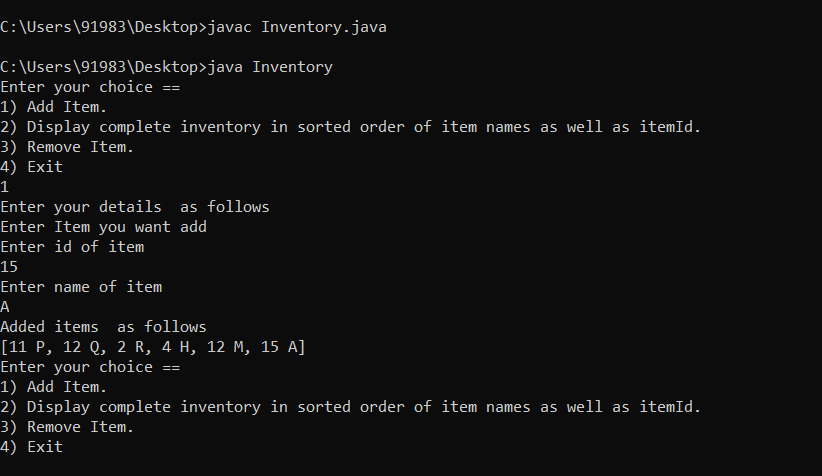 C:\Users\91983\Desktop>javac Inventory.java
C:\Users\91983\Desktop>java Inventory
Enter your choice ==
1) Add Item.
2) Display complete inventory in sorted order of item names as well as itemId.
3) Remove Item.
4) Exit
1
Enter your details  as follows
Enter Item you want add
Enter id of item
15
Enter name of item
A
Added items  as follows
[11 P, 12 Q, 2 R, 4 H, 12 M, 15 A]
Enter your choice ==
1) Add Item.
2) Display complete inventory in sorted order of item names as well as itemId.
3) Remove Item.
4) Exit